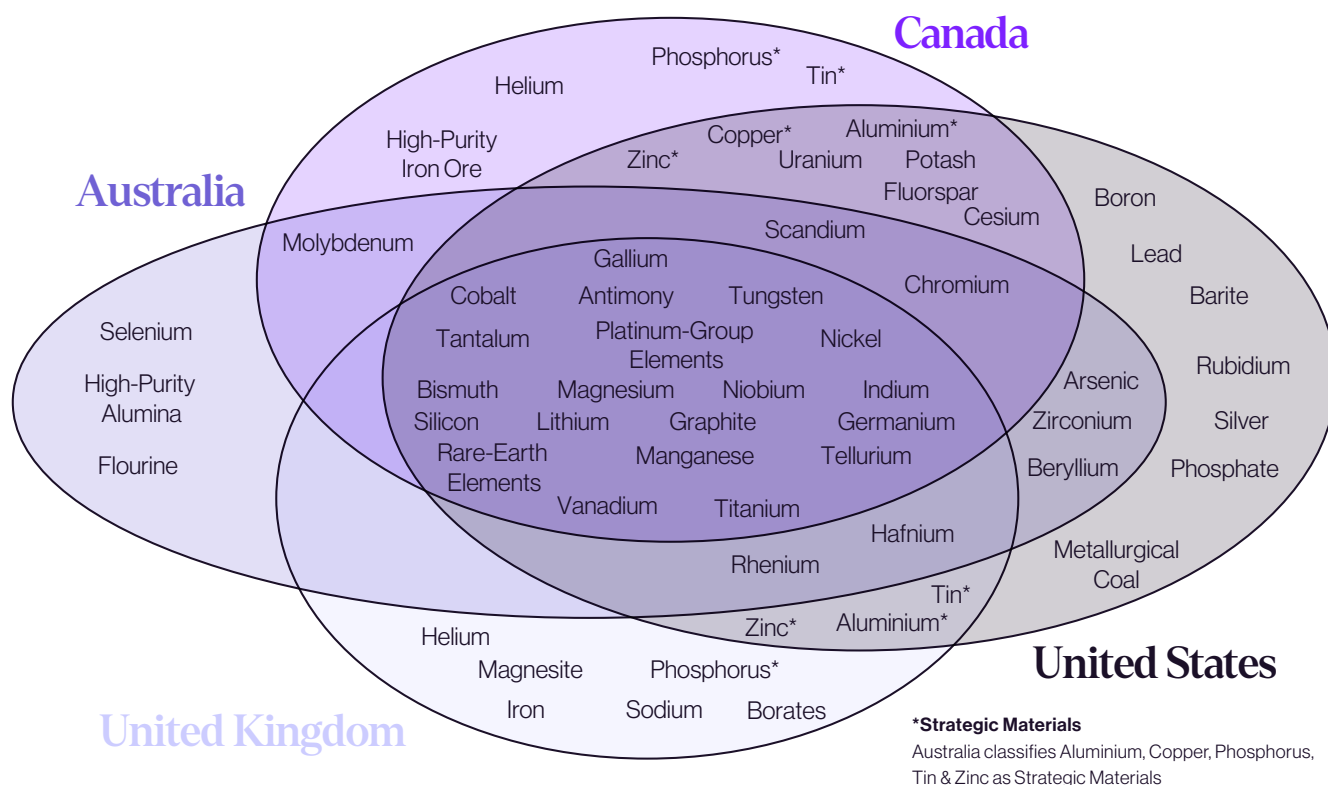 Canada
Phosphorus*
Tin*
Helium
High-Purity
Iron Ore
Copper*
Aluminium*
Zinc*
Uranium
Potash
Fluorspar
Cesium
Australia
Boron
Molybdenum
Scandium
Lead
Gallium
Chromium
Barite
Cobalt
Antimony
Tungsten
Selenium
Tantalum
Platinum-Group
Elements
Nickel
Rubidium
High-Purity
Alumina
Bismuth
Magnesium
Niobium
Indium
Arsenic
Silicon
Lithium
Graphite
Germanium
Zirconium
Silver
Flourine
Rare-Earth
Elements
Manganese
Tellurium
Beryllium
Phosphate
Vanadium
Titanium
Hafnium
Rhenium
Metallurgical
Coal
Tin*
Zinc*
Aluminium*
Helium
Magnesite
Phosphorus*
United States
Iron
Sodium
Borates
United Kingdom
*Strategic Materials
Australia classifies Aluminium, Copper, Phosphorus,
Tin & Zinc as Strategic Materials